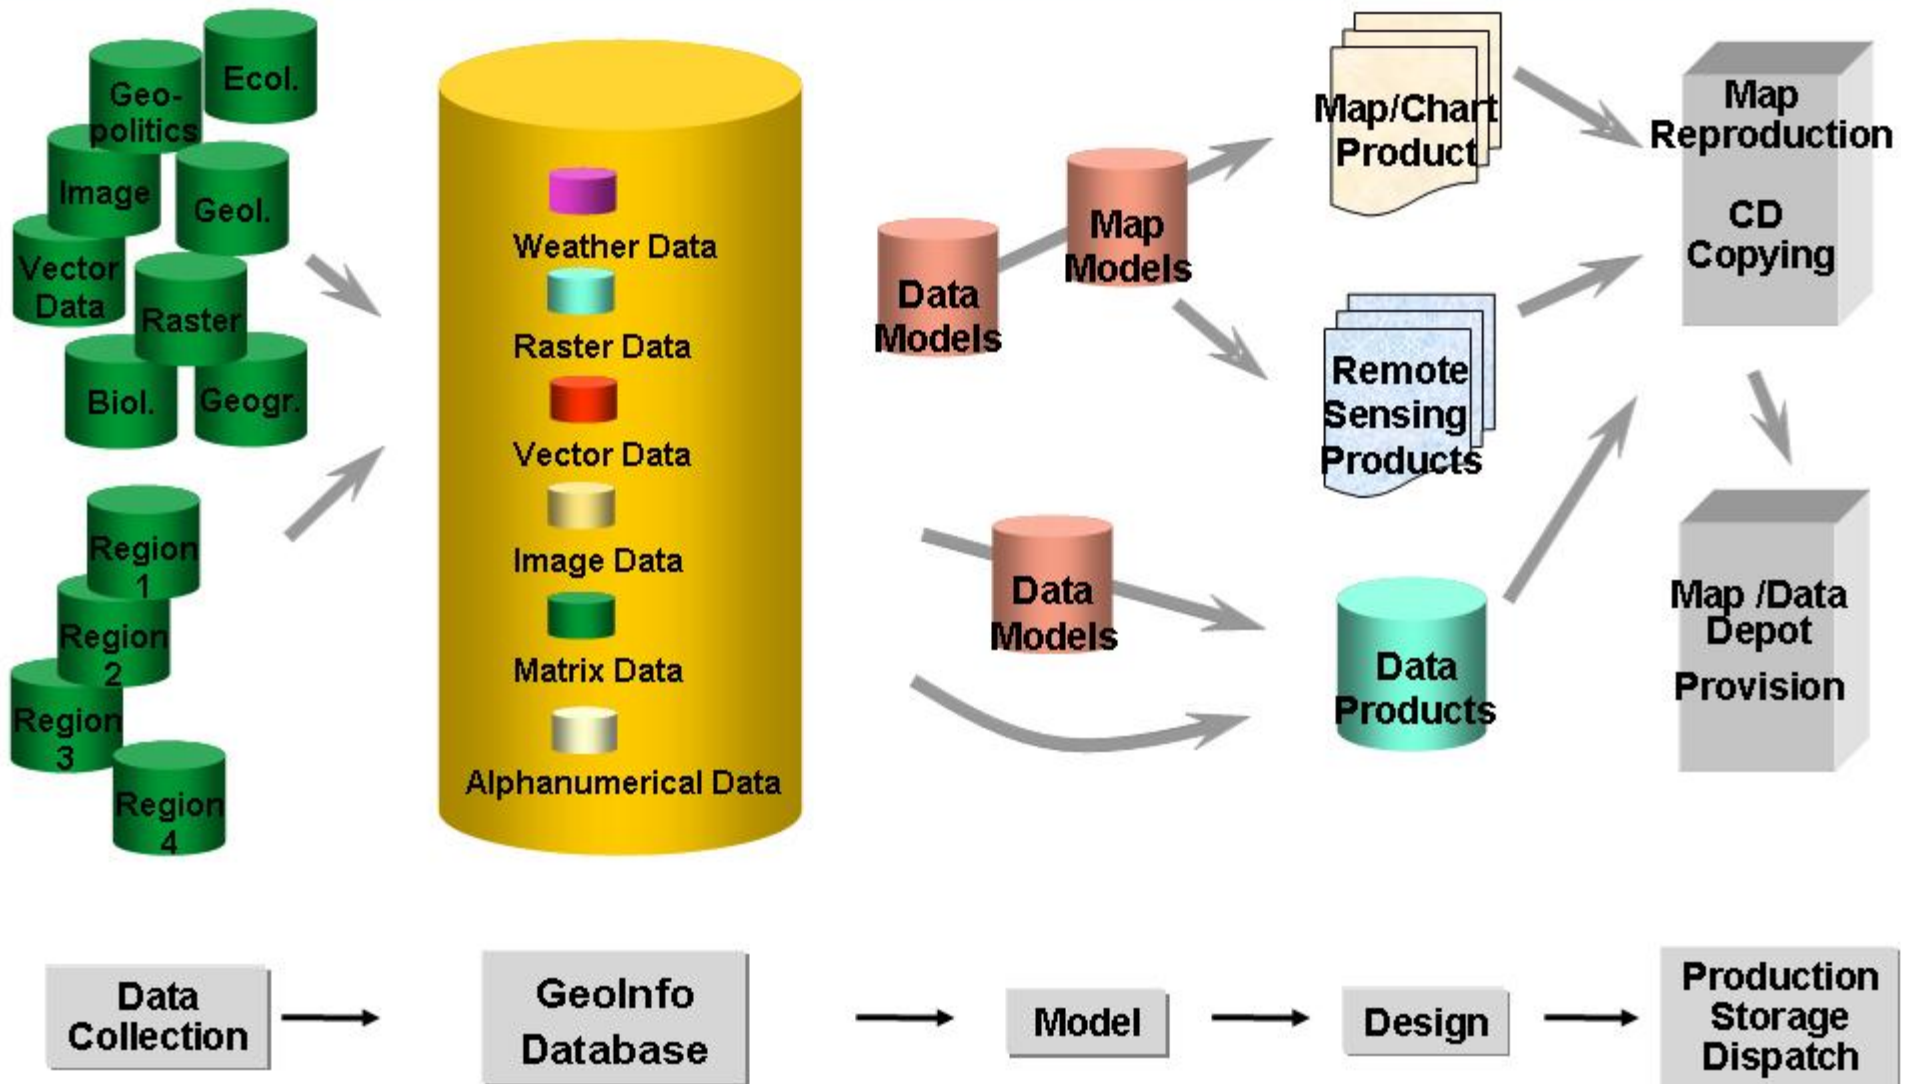 Ecol.
Geo-
politics
Image
Geol.
Vector
Data
Raster
Biol.
Geogr.
Region
1
Region
2
Region
3
Region
4
Weather Data
Raster Data
Vector Data
Image Data
Matrix Data
Alphanumerical Data
Data
Models
Map
Models
Data
Models
Map/Chart
Product
Remote
Sensing
Products
Data
Products
Map
Reproduction
CD
Copying
Map /Data
Depot
Provision
Data
Collection
GeoInfo
Database
Model
Design
Production
Storage
Dispatch